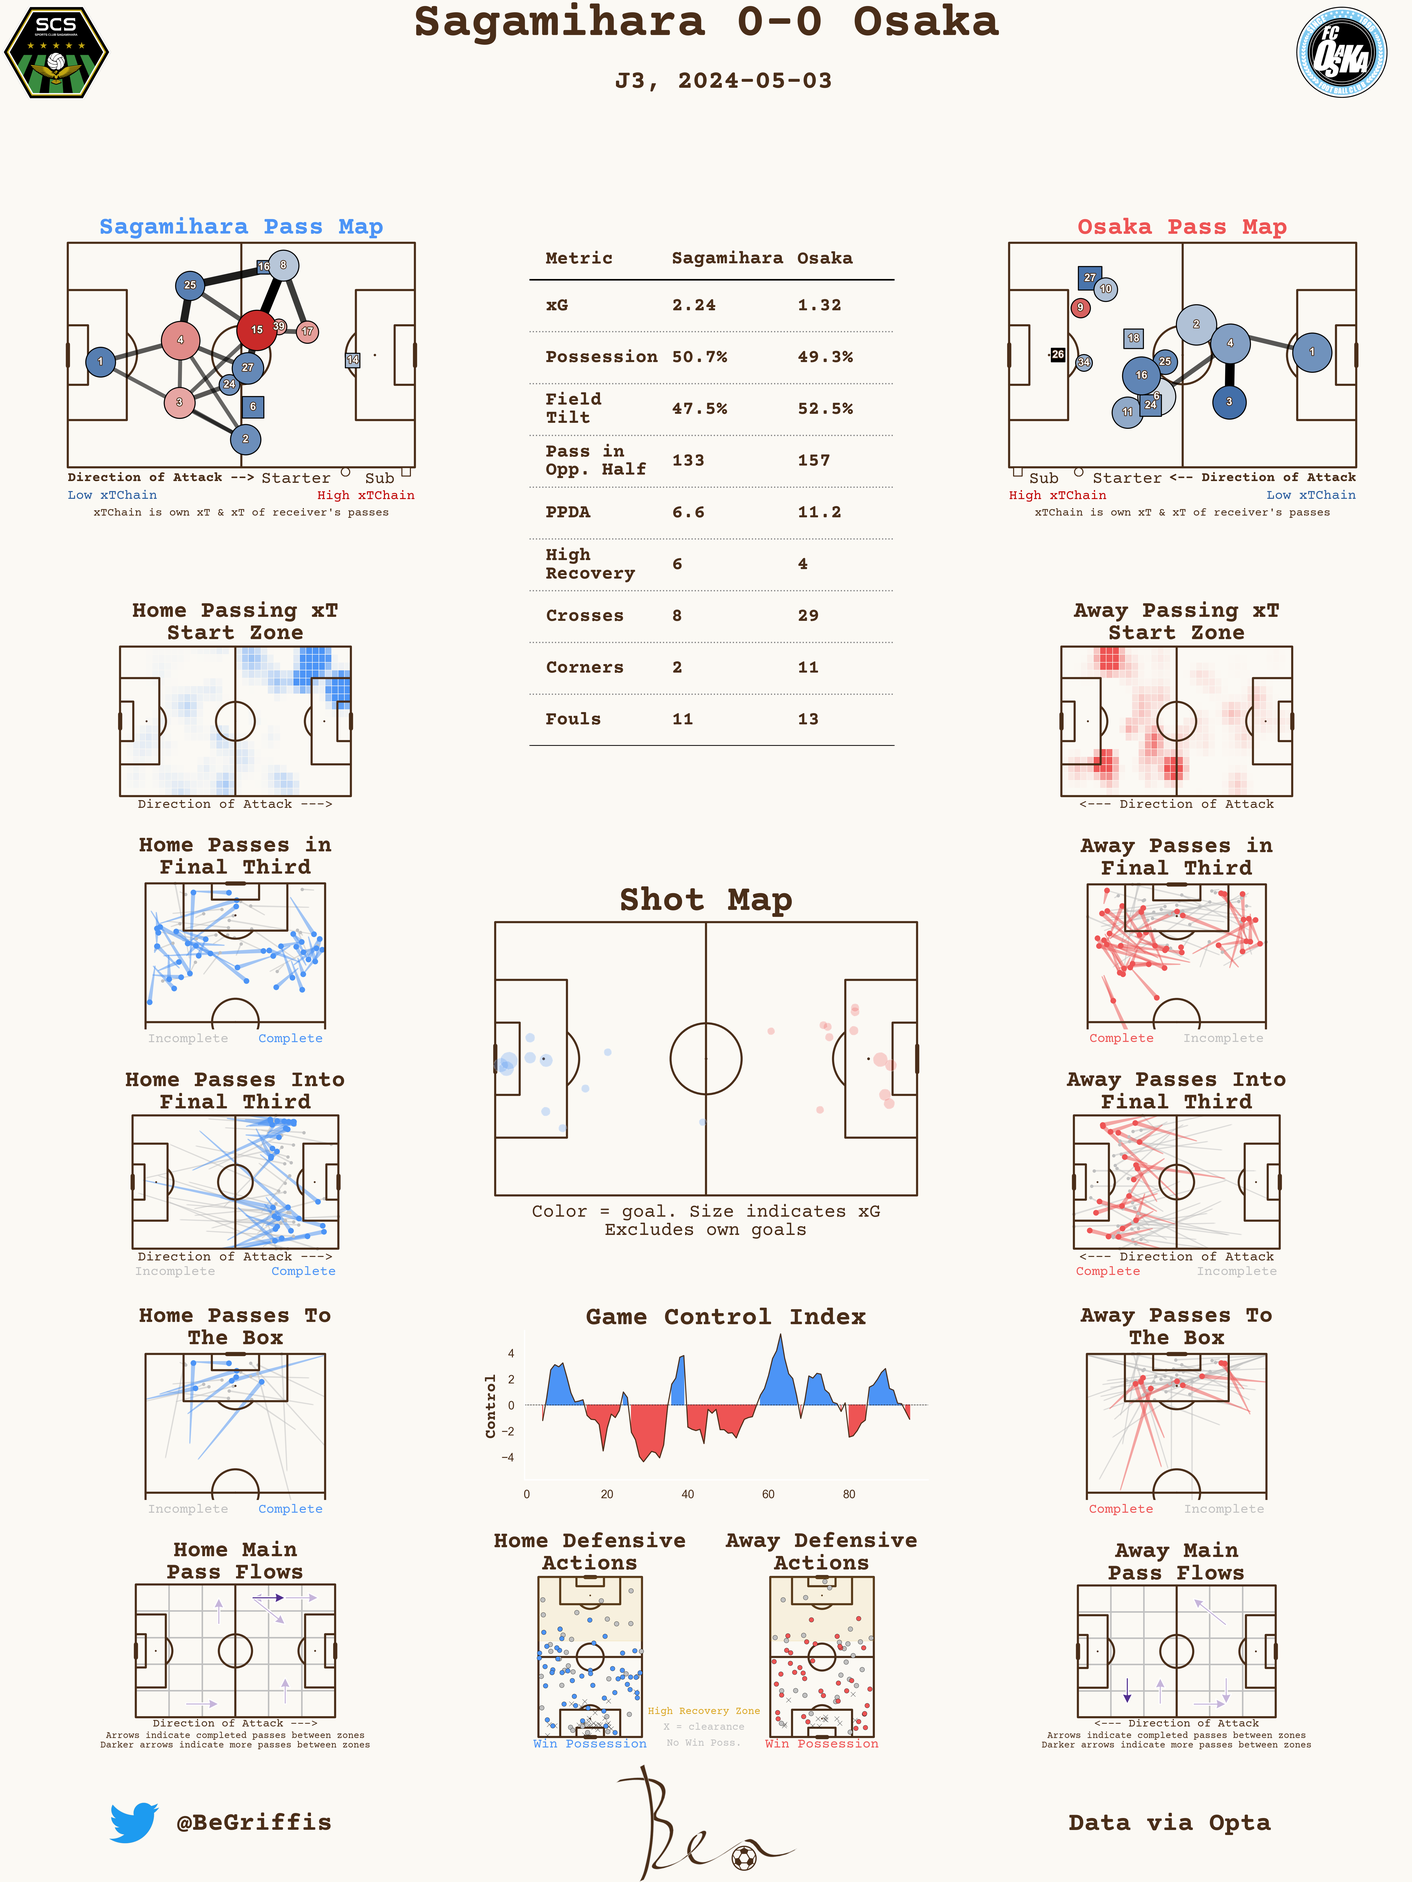 Sagamihara 0-0 Osaka
J3, 2024-05-03
SCS
SPORTS CLUB SAGAMIHARA
FC
OSAKA
Sagamihara Pass Map
16
8
25
15
39
17
4
1
14
27
24
3
6
2
Direction of Attack --> Starter Sub
Low xTChain High xTChain
xTChain is own xT & xT of receiver's passes
Metric Sagamihara Osaka
xG 2.24 1.32
Possession 50.7% 49.3%
Field
Tilt 47.5% 52.5%
Pass in
Opp. Half 133 157
PPDA 6.6 11.2
High
Recovery 6 4
Crosses 8 29
Corners 2 11
Fouls 11 13
Osaka Pass Map
27
10
9
2
18
4
1
26
34
25
16
6
24
11
3
Sub Starter <-- Direction of Attack
High xTChain Low xTChain
xTChain is own xT & xT of receiver's passes
Home Passing xT
Start Zone
Direction of Attack --->
Away Passing xT
Start Zone
<--- Direction of Attack
Home Passes in
Final Third
Incomplete Complete
Away Passes in
Final Third
Complete Incomplete
Shot Map
Color = goal. Size indicates xG
Excludes own goals
Home Passes Into
Final Third
Direction of Attack --->
Incomplete Complete
Away Passes Into
Final Third
<--- Direction of Attack
Complete Incomplete
Home Passes To
The Box
Incomplete Complete
Game Control Index
Control
4
2
0
−2
−4
0 20 40 60 80
Away Passes To
The Box
Complete Incomplete
Home Main
Pass Flows
Direction of Attack --->
Arrows indicate completed passes between zones
Darker arrows indicate more passes between zones
Home Defensive
Actions
Win Possession
High Recovery Zone
X = clearance
No Win Poss.
Away Defensive
Actions
Win Possession
Away Main
Pass Flows
<--- Direction of Attack
Arrows indicate completed passes between zones
Darker arrows indicate more passes between zones
@BeGriffis
Ben
Data via Opta